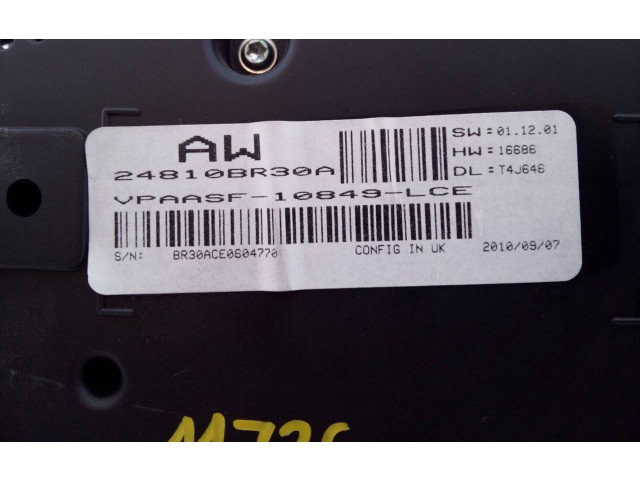 AW
24810BR30A
VPAASF-10849-LCE
SW:01.12.01
HW:16686
DL:T4J646
S/N: BR30ACE0604770 CONFIG IN UK 2010/09/07